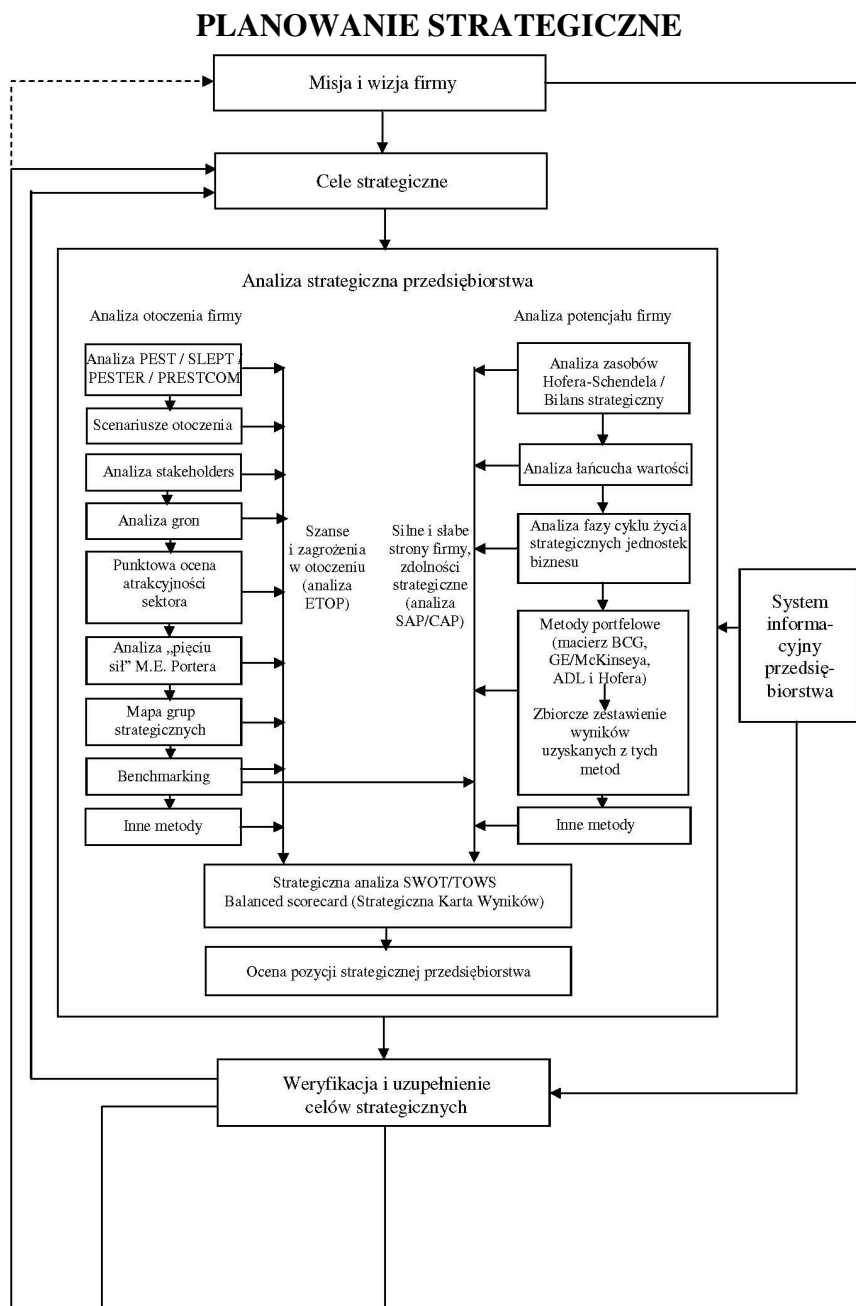 PLANOWANIE STRATEGICZNE
Misja i wizja firmy
Cele strategiczne
Analiza strategiczna przedsiębiorstwa
Analiza otoczenia firmy
Analiza PEST / SLEPT /
PESTER / PRESTCOM
Scenariusze otoczenia
Analiza stakeholders
Analiza gron
Punktowa ocena
atrakcyjności
sektora
Analiza „pięciu
sił” M.E. Portera
Mapa grup
strategicznych
Benchmarking
Inne metody
Szanse
i zagrożenia
w otoczeniu
(analiza
ETOP)
Silne i słabe
strony firmy,
zdolności
strategiczne
(analiza
SAP/CAP)
Analiza potencjału firmy
Analiza zasobów
Hofera-Schendela /
Bilans strategiczny
Analiza łańcucha wartości
Analiza fazy cyklu życia
strategicznych jednostek
biznesu
Metody portfelowe
(macierz BCG,
GE/McKinseya,
ADL i Hofera)
Zbiorcze zestawienie
wyników
uzyskanych z tych
metod
Inne metody
System
informa-
cyjny
przedsię-
biorstwa
Strategiczna analiza SWOT/TOWS
Balanced scorecard (Strategiczna Karta Wyników)
Ocena pozycji strategicznej przedsiębiorstwa
Weryfikacja i uzupełnienie
celów strategicznych